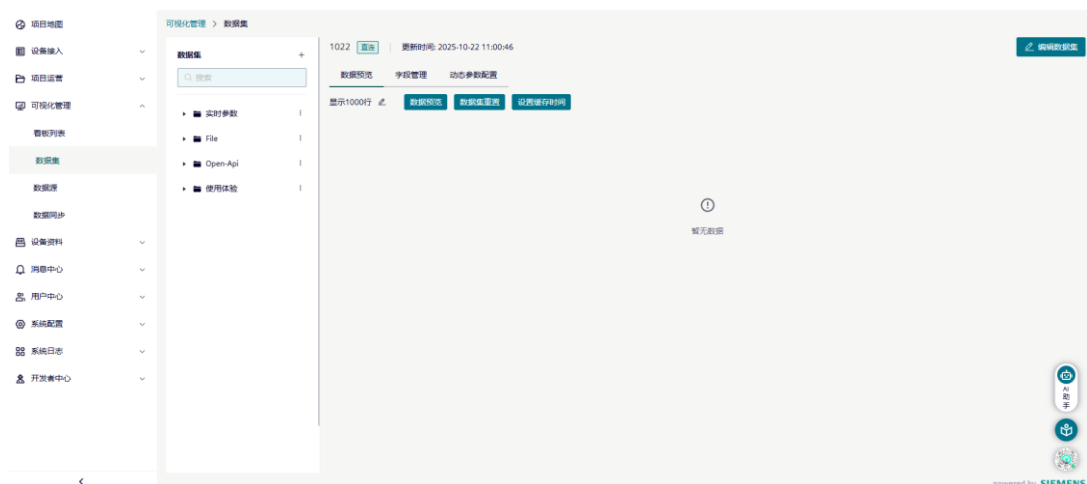 项目地图
设备接入
项目运营
可视化管理
看板列表
数据集
数据源
数据同步
设备资料
消息中心
用户中心
系统配置
系统日志
开发者中心
可视化管理 > 数据集
数据集 +
搜索
实时参数
File
Open-Api
使用体验
1022 直连 更新时间: 2025-10-22 11:00:46
编辑数据集
数据预览 字段管理 动态参数配置
显示1000行 数据预览 数据集重置 设置缓存时间
暂无数据
AI
助
手
powered by SIEMENS